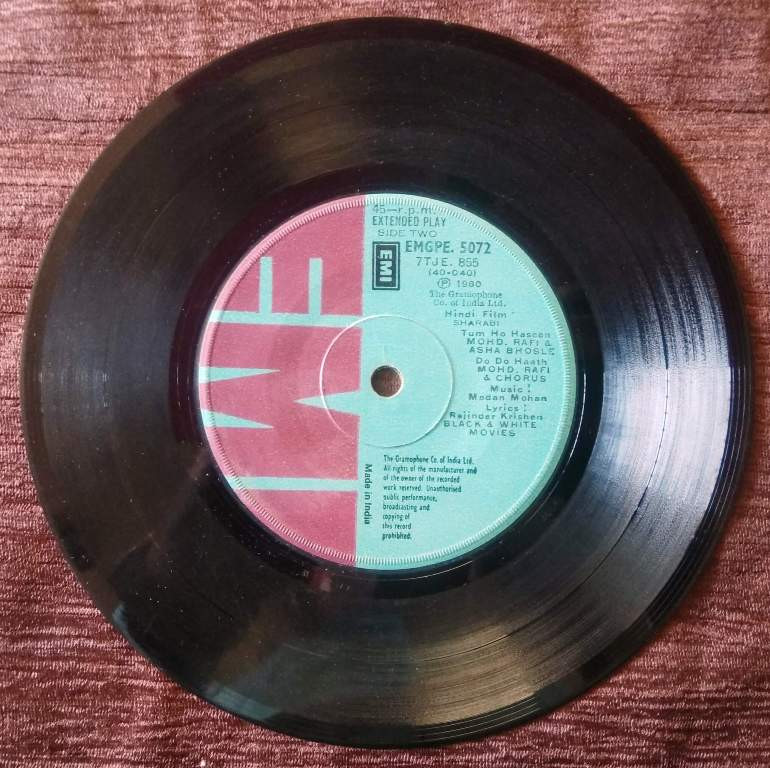 45—r.p.m.
EXTENDED PLAY
SIDE TWO
EMGPE. 5072
EMI
7TJE. 855
(40-040)
Ⓟ 1980
The Gramophone
Co. of India Ltd.
Hindi Film :
SHARABI
Tum Ho Haseen
MOHD. RAFI &
ASHA BHOSLE
Do Do Haath
MOHD. RAFI
& CHORUS
Music :
Madan Mohan
Lyrics :
Rajinder Krishen
BLACK & WHITE
MOVIES
EMI
The Gramophone Co. of India Ltd.
All rights of the manufacturer and
of the owner of the recorded
work reserved. Unauthorised
public performance,
broadcasting and
copying of
this record
prohibited.
Made in India